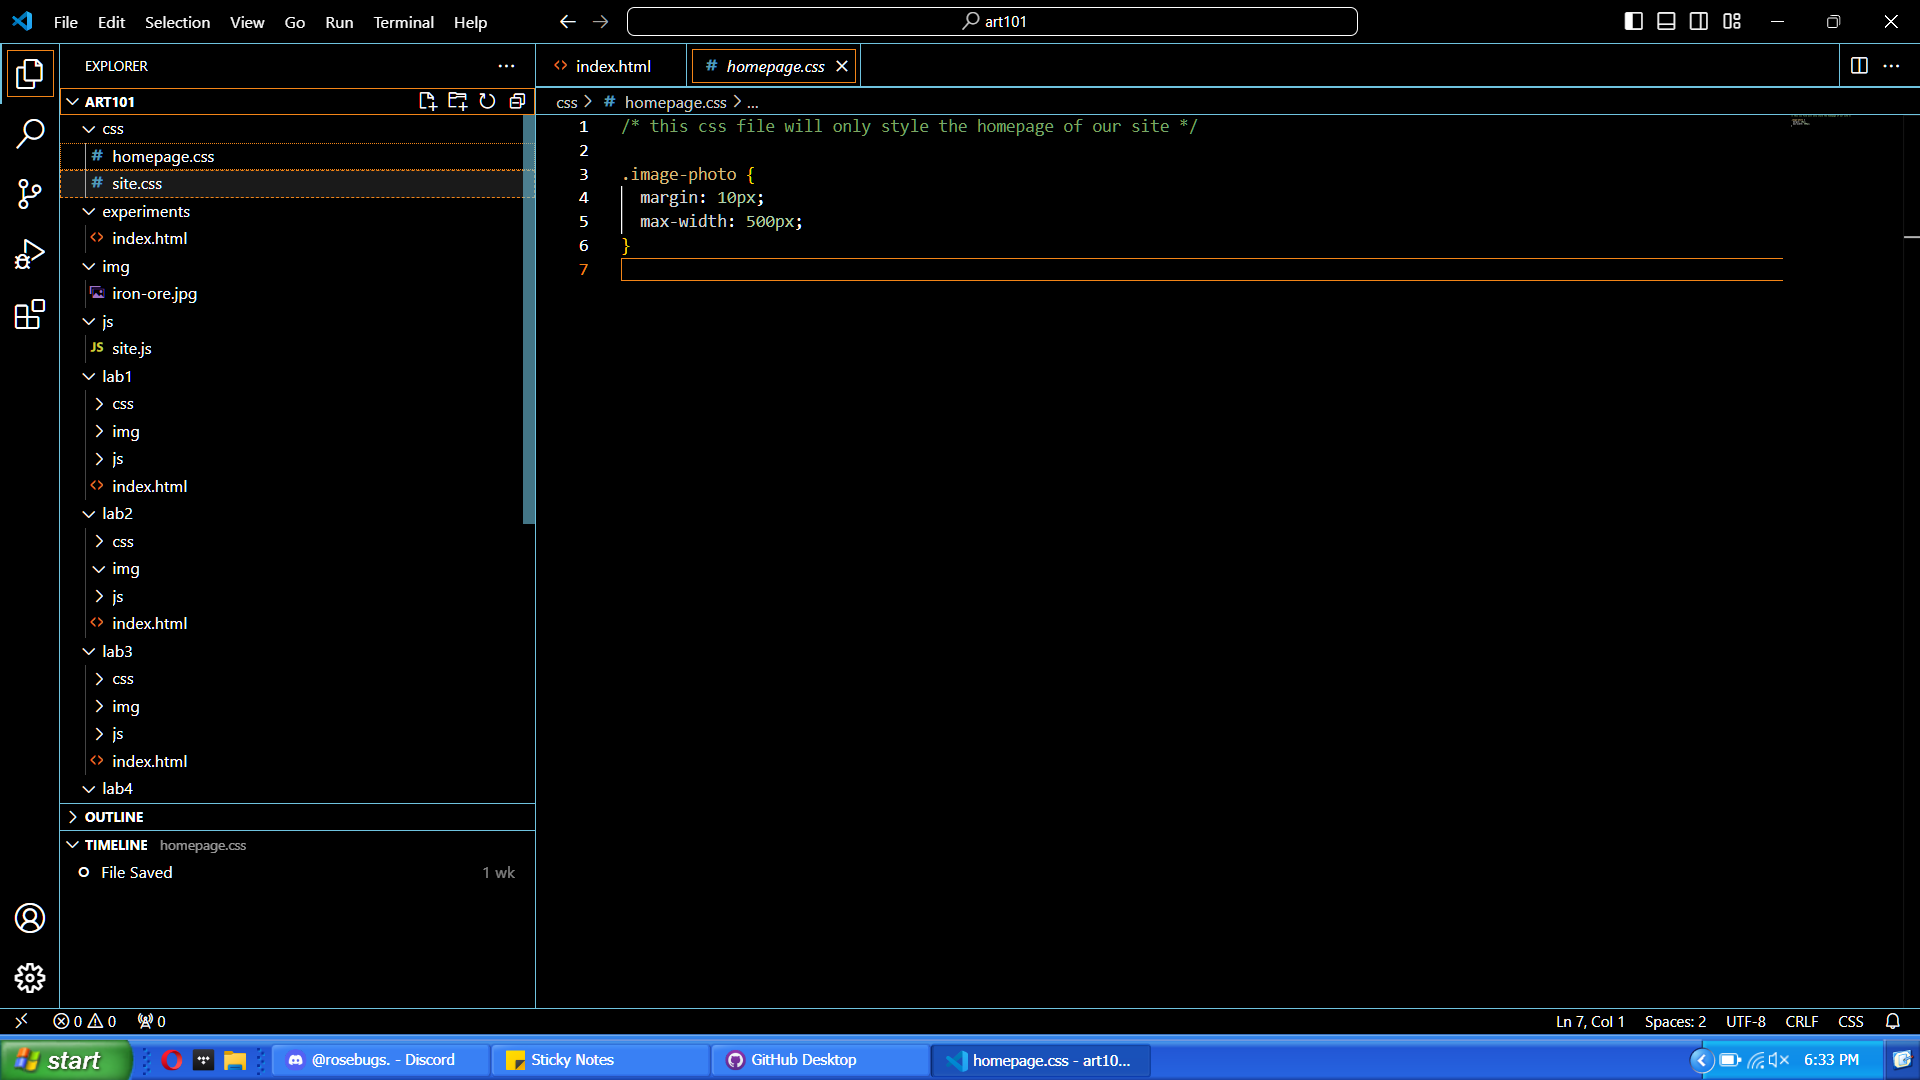 File Edit Selection View Go Run Terminal Help art101
EXPLORER
ART101
css
homepage.css
site.css
experiments
index.html
img
iron-ore.jpg
js
JS site.js
lab1
css
img
js
index.html
lab2
css
img
js
index.html
lab3
css
img
js
index.html
lab4
OUTLINE
TIMELINE homepage.css
File Saved 1 wk
index.html # homepage.css
css > # homepage.css > ...
1 /* this css file will only style the homepage of our site */
2
3 .image-photo {
4 margin: 10px;
5 max-width: 500px;
6 }
7
0 0 0 Ln 7, Col 1 Spaces: 2 UTF-8 CRLF CSS
start @rosebugs. - Discord Sticky Notes GitHub Desktop homepage.css - art10... 6:33 PM